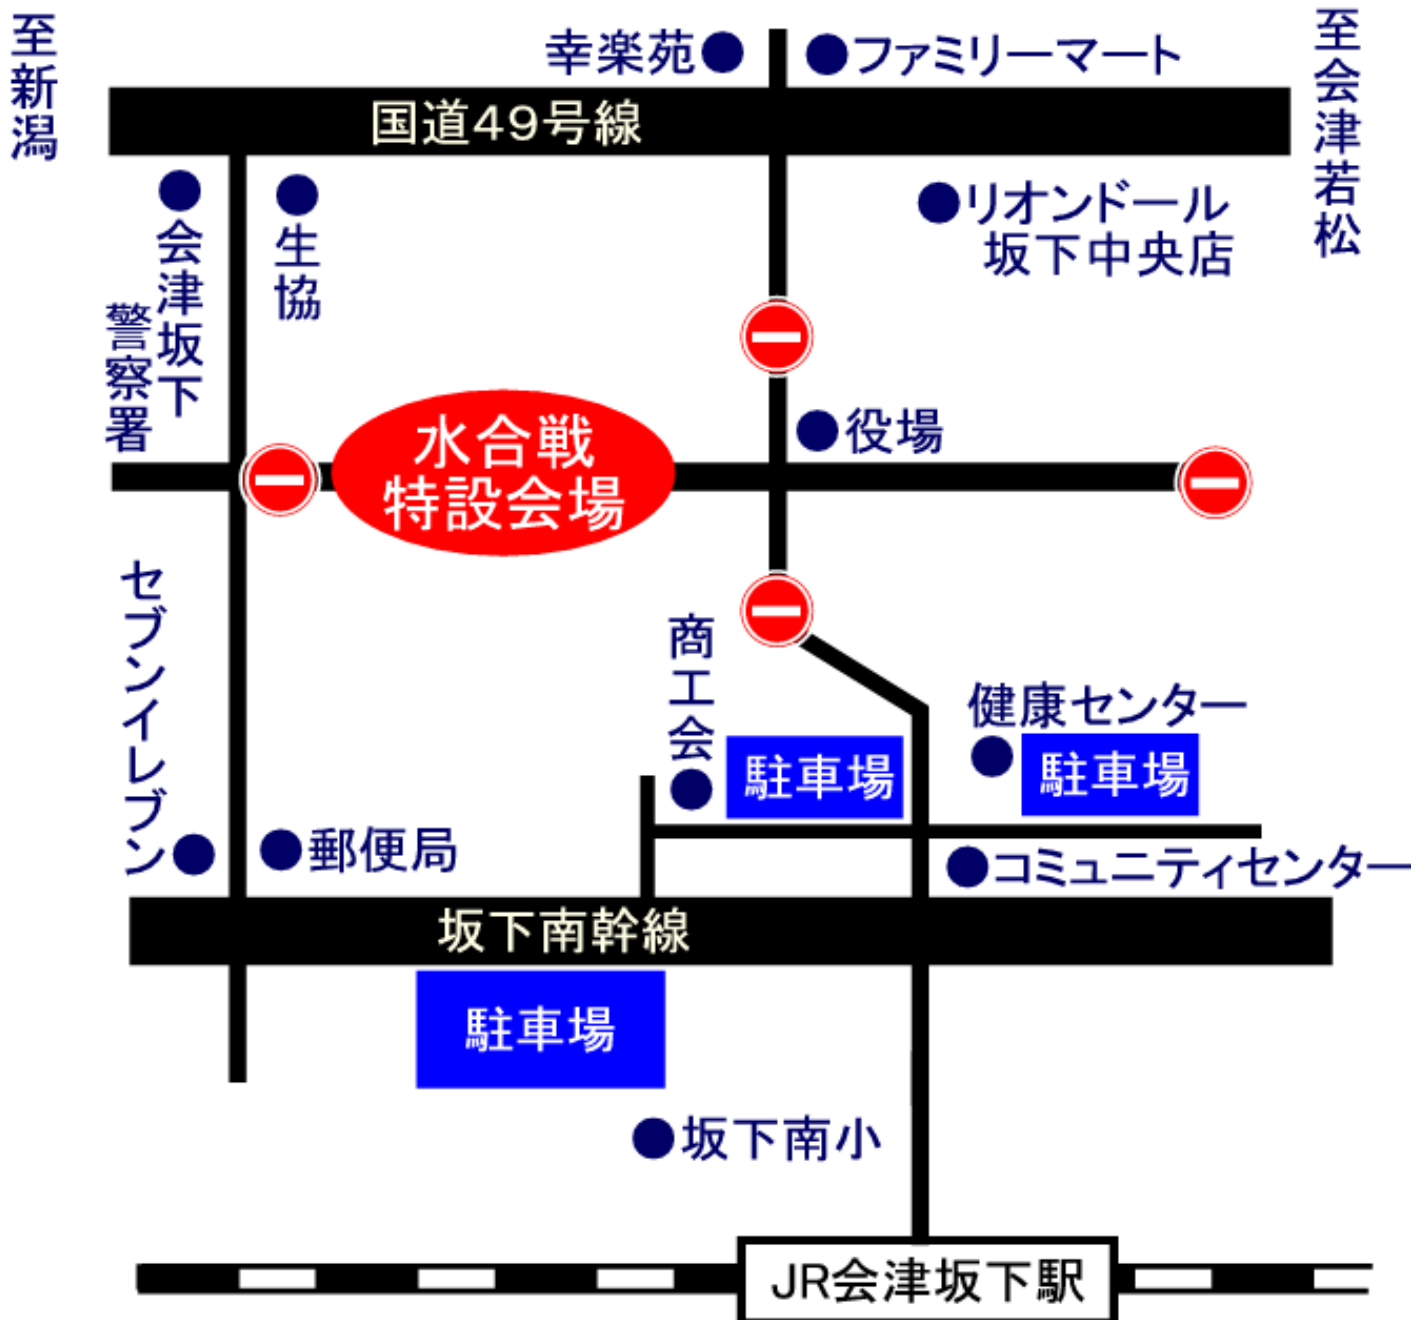 至新潟
幸楽苑
ファミリーマート
至会津若松
国道49号線
会津坂下
警察署
生協
リオンドール
坂下中央店
水合戦
特設会場
役場
セブンイレブン
商工会
健康センター
駐車場
駐車場
郵便局
コミュニティセンター
坂下南幹線
駐車場
坂下南小
JR会津坂下駅